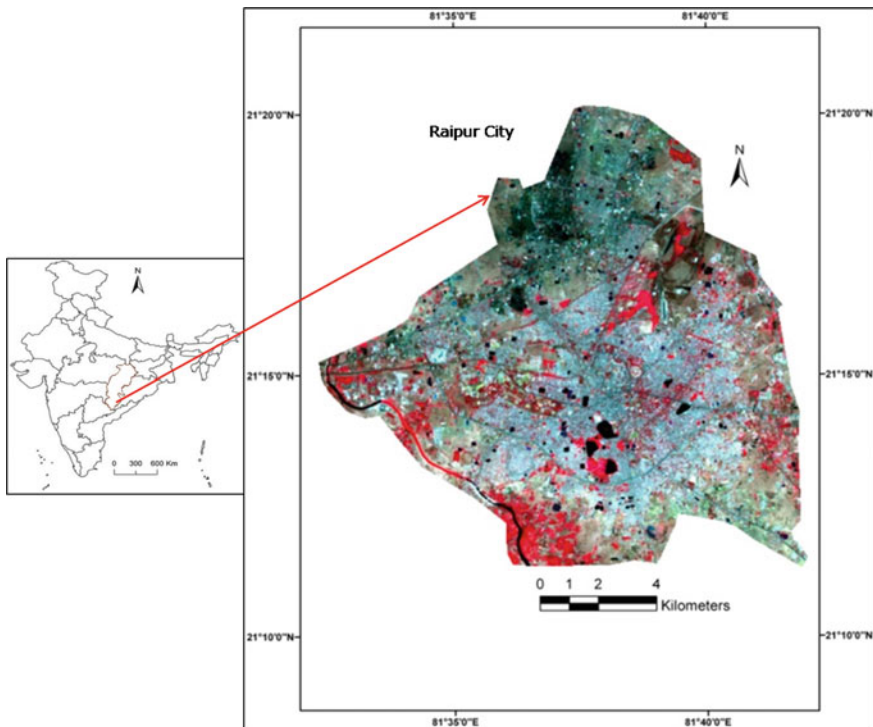 81°35'0"E 81°40'0"E
21°20'0"N 21°20'0"N
Raipur City
N
N
21°15'0"N 21°15'0"N
0 300 600 Km
0 1 2 4
Kilometers
21°10'0"N 21°10'0"N
81°35'0"E 81°40'0"E